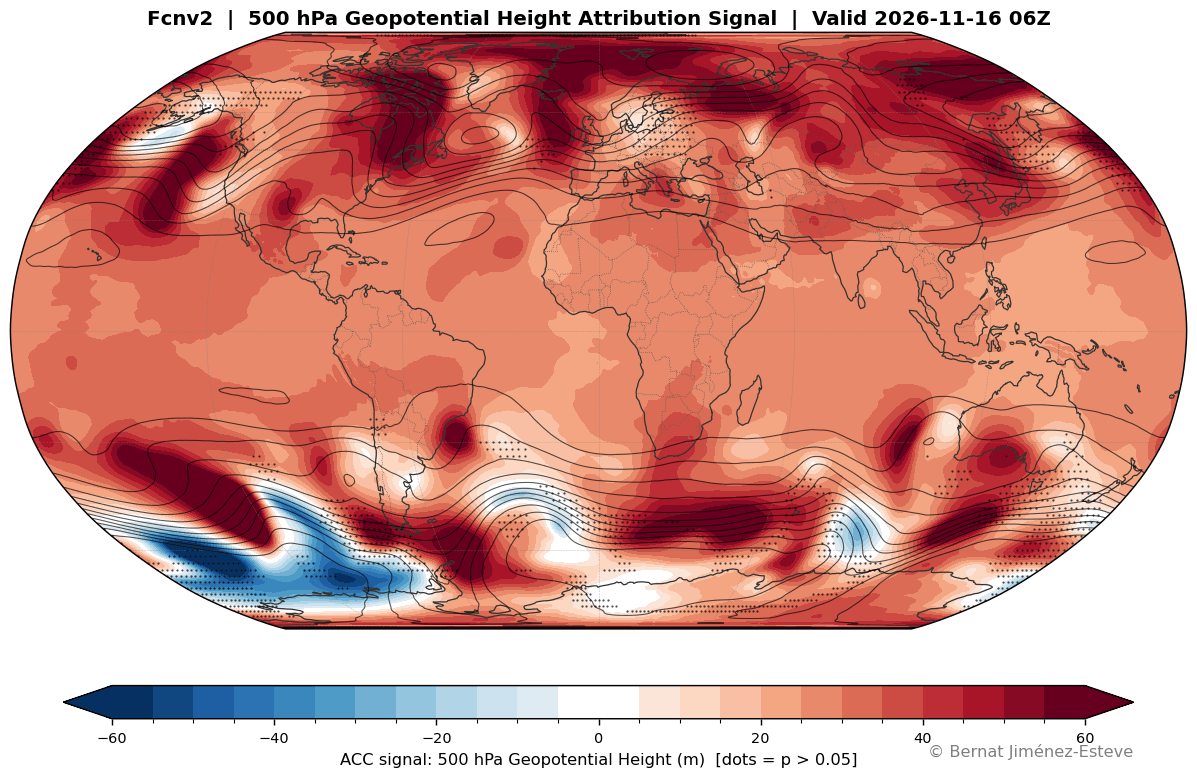 Fcnv2 | 500 hPa Geopotential Height Attribution Signal | Valid 2026-11-16 06Z
−60 −40 −20 0 20 40 60
ACC signal: 500 hPa Geopotential Height (m) [dots = p > 0.05]
© Bernat Jiménez-Esteve